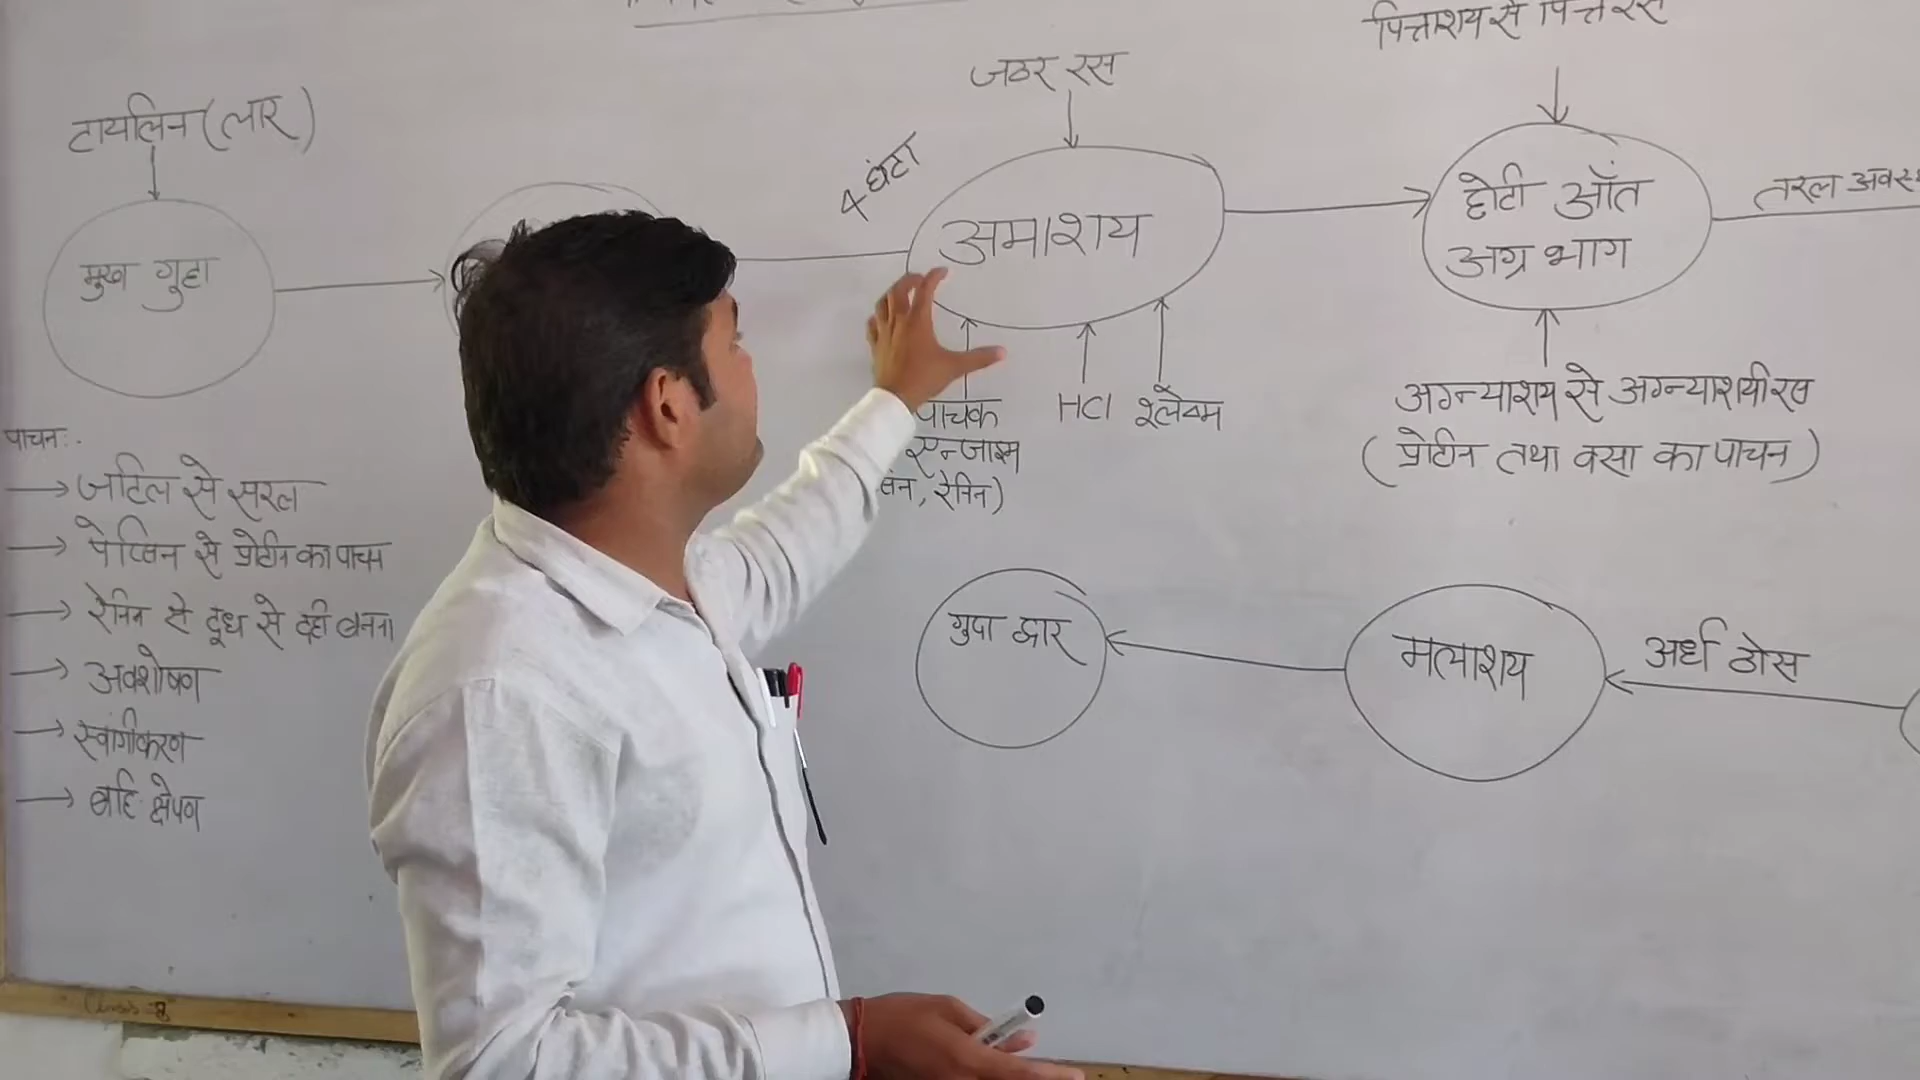 टायलिन (लार)
मुख गुहा
4 घंटा
जठर रस
अमाशय
पाचक
एन्जाइम
रेनिन)
HCl
श्लेष्म
पित्ताशय से पित्त रस
छोटी आँत
अग्र भाग
तरल
अग्न्याशय से अग्न्याशयी रस
(प्रोटीन तथा वसा का पाचन)
अर्ध ठोस
मलाशय
गुदा द्वार
पाचन :-
→ जटिल से सरल
→ पेप्सिन से प्रोटीन का पाचन
→ रेनिन से दूध से दही बनना
→ अवशोषण
→ स्वांगीकरण
→ बहि क्षेपण